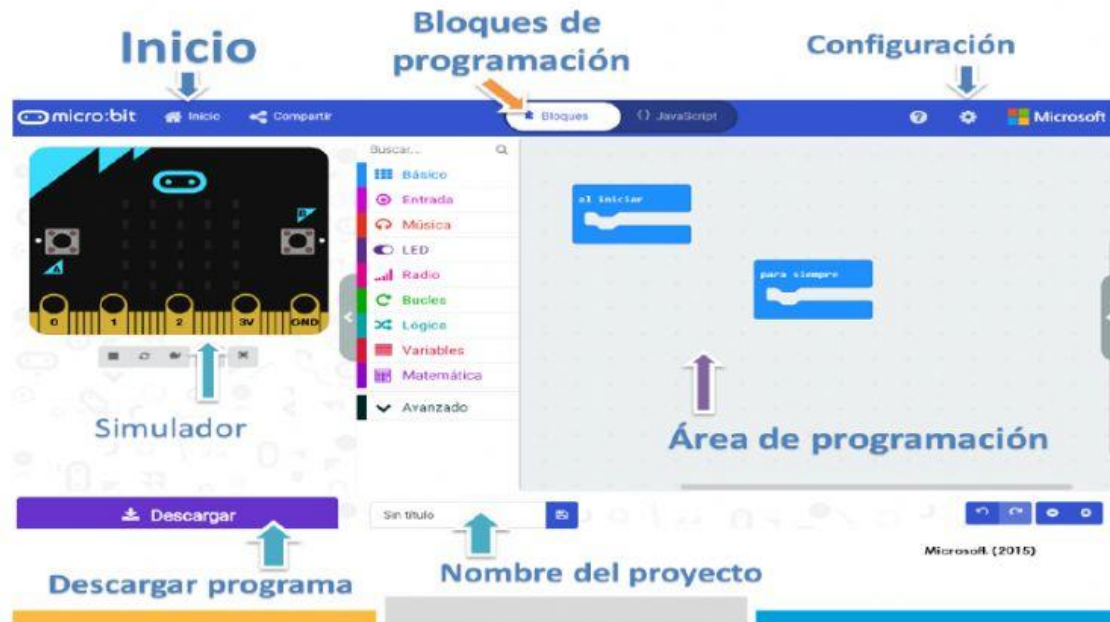 Inicio
Bloques de
programación
Configuración
micro:bit
Inicio
Compartir
Bloques
{} JavaScript
?
Microsoft
Buscar...
Básico
Entrada
Música
LED
Radio
Bucles
Lógica
Variables
Matemática
Avanzado
al iniciar
para siempre
B
A
0 1 2 3V GND
Simulador
Área de programación
Descargar
Sin título
Microsoft. (2015)
Descargar programa
Nombre del proyecto